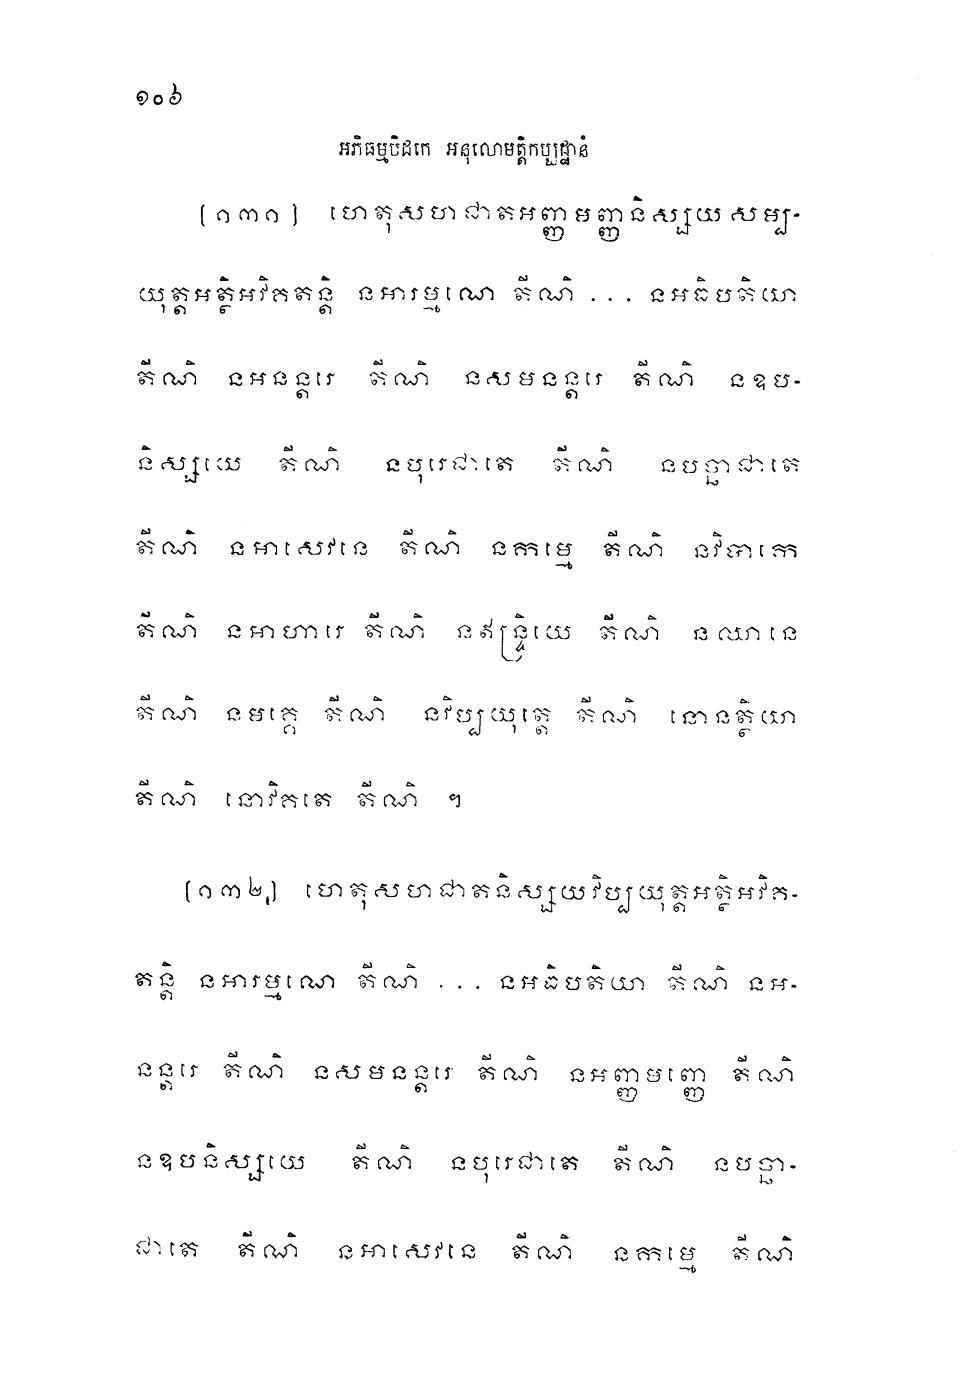 ១០៦
អភិធម្មបិដកេ អនុលោមត្តិកប្បដ្ឋានំ
(១៣១) ហេតុសហជាតអញ្ញមញ្ញនិស្សយសម្ប-
យុត្តអត្ថិអវិគតន្តិ នអារម្មណេ តីណិ ... នអធិបតិយា
តីណិ នអនន្តរេ តីណិ នសមនន្តរេ តីណិ នឧប-
និស្សយេ តីណិ នបុរេជាតេ តីណិ នបច្ឆាជាតេ
តីណិ នអាសេវនេ តីណិ នកម្មេ តីណិ នវិបាកេ
តីណិ នអាហារេ តីណិ នឥន្ទ្រិយេ តីណិ នឈានេ
តីណិ នមគ្គេ តីណិ នវិប្បយុត្តេ តីណិ នោនត្ថិយា
តីណិ នោវិគតេ តីណិ ។
(១៣២) ហេតុសហជាតនិស្សយវិប្បយុត្តអត្ថិអវិគ-
តន្តិ នអារម្មណេ តីណិ ... នអធិបតិយា តីណិ នអ-
នន្តរេ តីណិ នសមនន្តរេ តីណិ នអញ្ញមញ្ញេ តីណិ
នឧបនិស្សយេ តីណិ នបុរេជាតេ តីណិ នបច្ឆា-
ជាតេ តីណិ នអាសេវនេ តីណិ នកម្មេ តីណិ